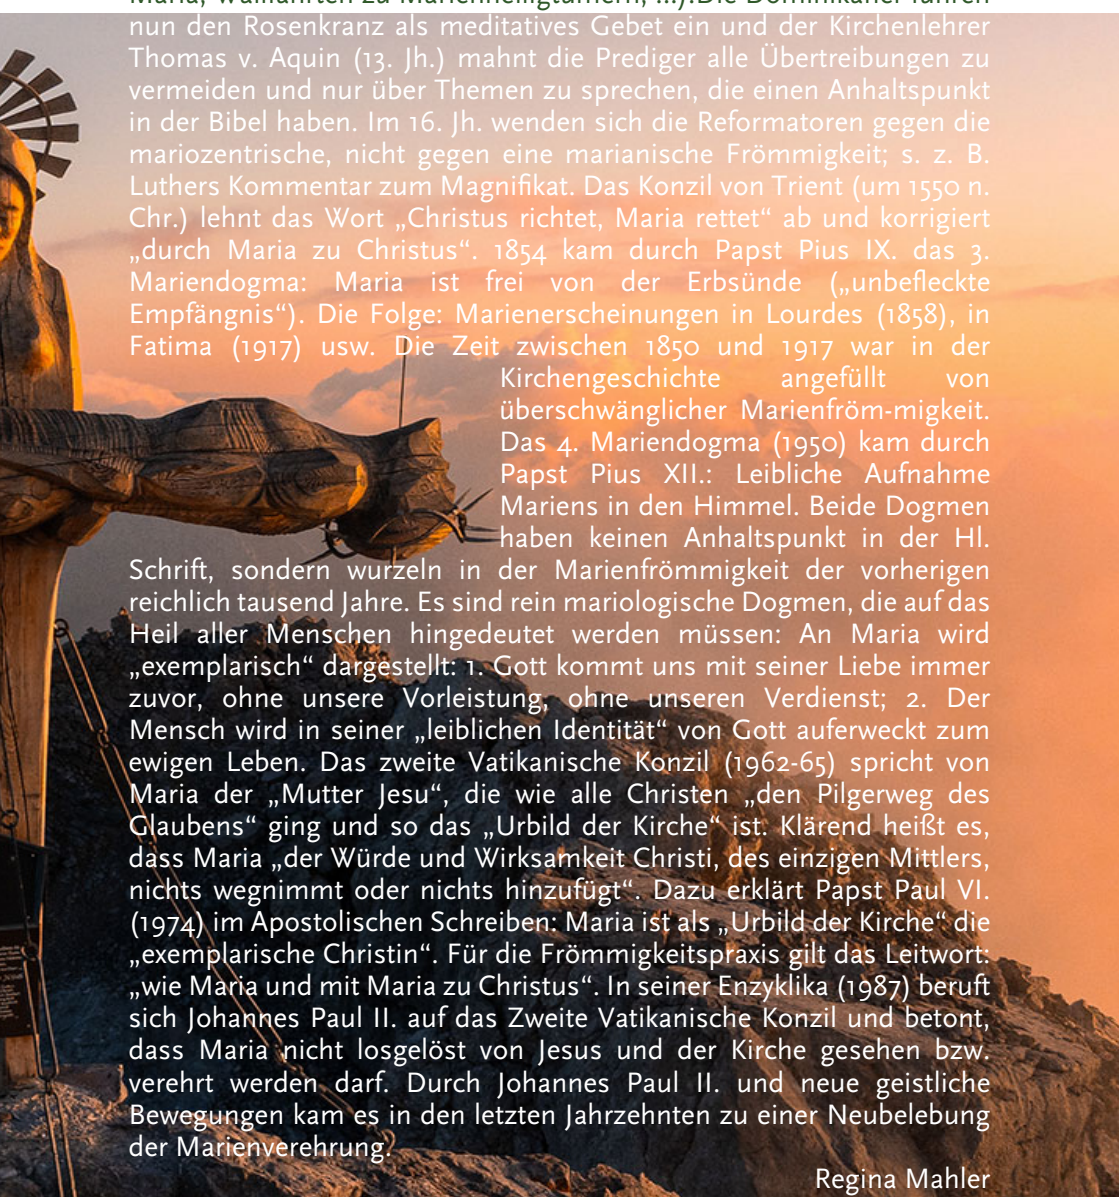 Maria, Wallfahrten zu Marienheiligtümern, ...).Die Dominikaner führen
nun den Rosenkranz als meditatives Gebet ein und der Kirchenlehrer
Thomas v. Aquin (13. Jh.) mahnt die Prediger alle Übertreibungen zu
vermeiden und nur über Themen zu sprechen, die einen Anhaltspunkt
in der Bibel haben. Im 16. Jh. wenden sich die Reformatoren gegen die
mariozentrische, nicht gegen eine marianische Frömmigkeit; s. z. B.
Luthers Kommentar zum Magnifikat. Das Konzil von Trient (um 1550 n.
Chr.) lehnt das Wort „Christus richtet, Maria rettet“ ab und korrigiert
„durch Maria zu Christus“. 1854 kam durch Papst Pius IX. das 3.
Mariendogma: Maria ist frei von der Erbsünde („unbefleckte
Empfängnis“). Die Folge: Marienerscheinungen in Lourdes (1858), in
Fatima (1917) usw. Die Zeit zwischen 1850 und 1917 war in der
Kirchengeschichte angefüllt von
überschwänglicher Marienfröm-migkeit.
Das 4. Mariendogma (1950) kam durch
Papst Pius XII.: Leibliche Aufnahme
Mariens in den Himmel. Beide Dogmen
haben keinen Anhaltspunkt in der Hl.
Schrift, sondern wurzeln in der Marienfrömmigkeit der vorherigen
reichlich tausend Jahre. Es sind rein mariologische Dogmen, die auf das
Heil aller Menschen hingedeutet werden müssen: An Maria wird
„exemplarisch“ dargestellt: 1. Gott kommt uns mit seiner Liebe immer
zuvor, ohne unsere Vorleistung, ohne unseren Verdienst; 2. Der
Mensch wird in seiner „leiblichen Identität“ von Gott auferweckt zum
ewigen Leben. Das zweite Vatikanische Konzil (1962-65) spricht von
Maria der „Mutter Jesu“, die wie alle Christen „den Pilgerweg des
Glaubens“ ging und so das „Urbild der Kirche“ ist. Klärend heißt es,
dass Maria „der Würde und Wirksamkeit Christi, des einzigen Mittlers,
nichts wegnimmt oder nichts hinzufügt“. Dazu erklärt Papst Paul VI.
(1974) im Apostolischen Schreiben: Maria ist als „Urbild der Kirche“ die
„exemplarische Christin“. Für die Frömmigkeitspraxis gilt das Leitwort:
„wie Maria und mit Maria zu Christus“. In seiner Enzyklika (1987) beruft
sich Johannes Paul II. auf das Zweite Vatikanische Konzil und betont,
dass Maria nicht losgelöst von Jesus und der Kirche gesehen bzw.
verehrt werden darf. Durch Johannes Paul II. und neue geistliche
Bewegungen kam es in den letzten Jahrzehnten zu einer Neubelebung
der Marienverehrung.
Regina Mahler